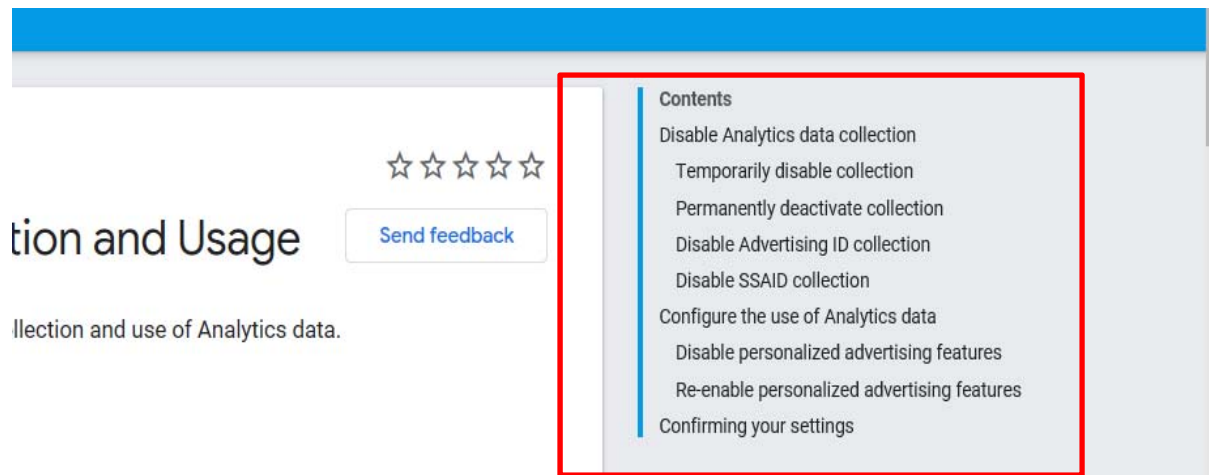 tion and Usage
Send feedback
llection and use of Analytics data.
Contents
Disable Analytics data collection
Temporarily disable collection
Permanently deactivate collection
Disable Advertising ID collection
Disable SSAID collection
Configure the use of Analytics data
Disable personalized advertising features
Re-enable personalized advertising features
Confirming your settings